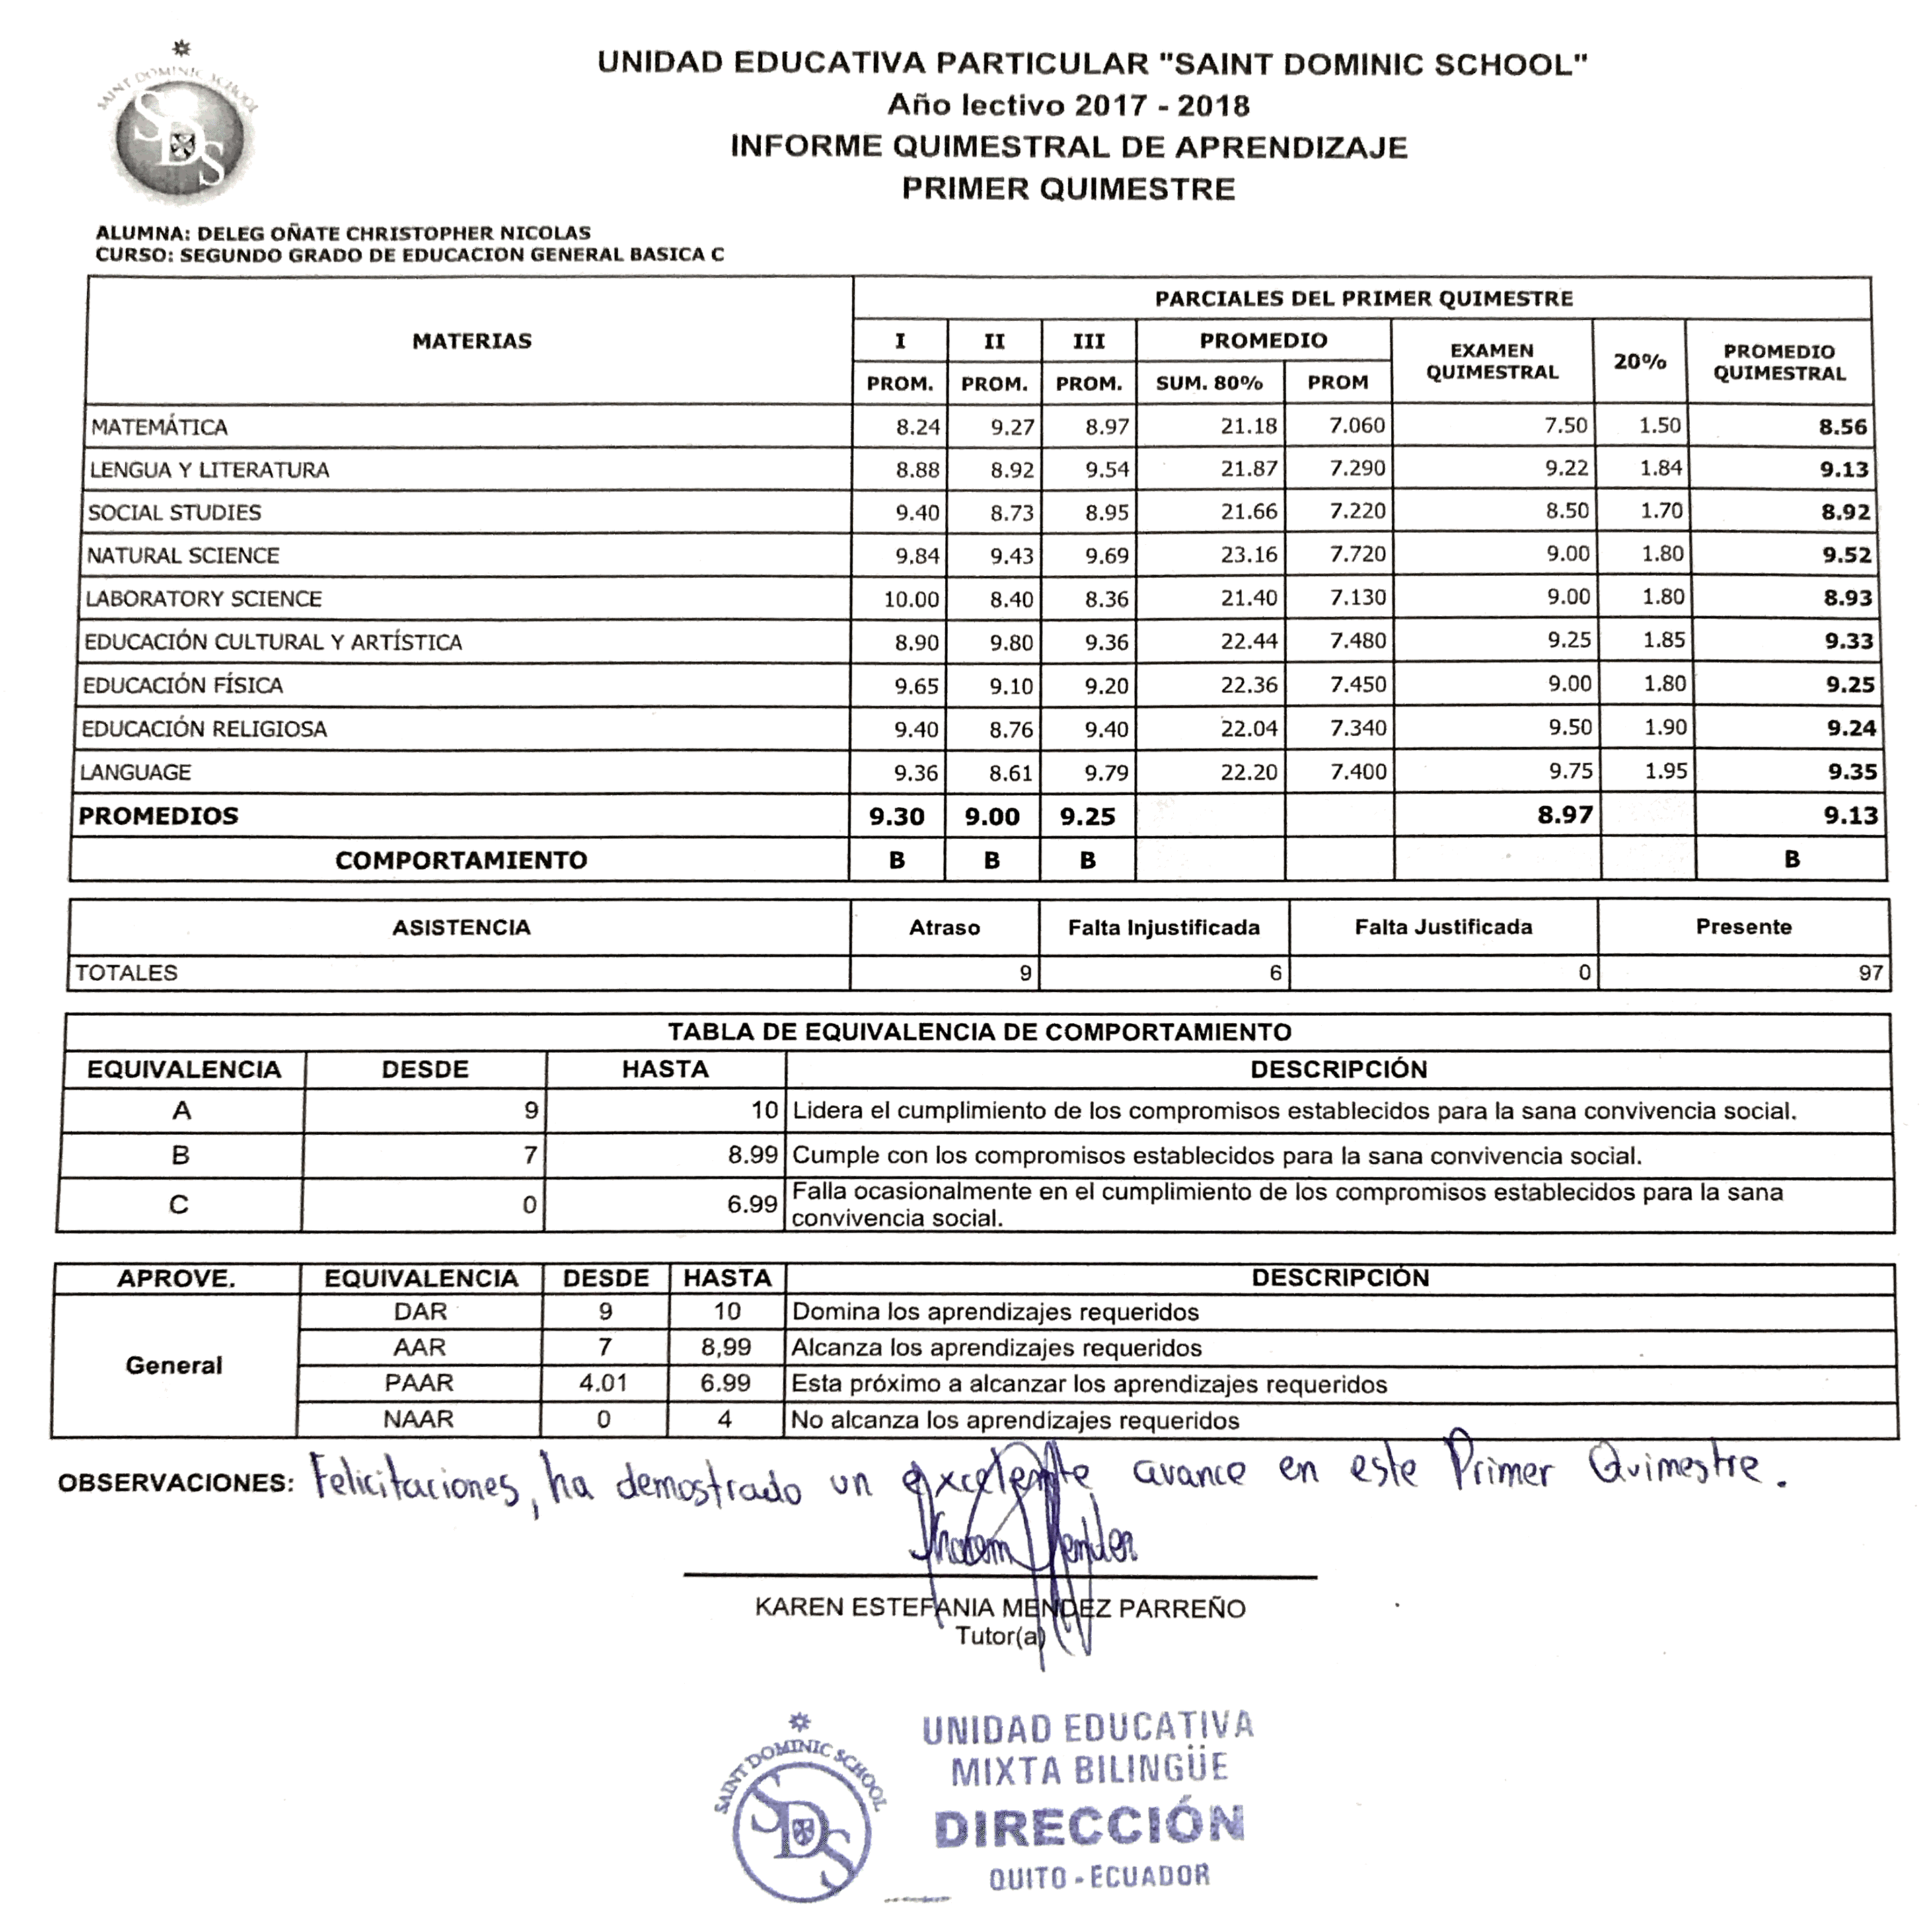 SAINT DOMINIC SCHOOL
SDS
UNIDAD EDUCATIVA PARTICULAR "SAINT DOMINIC SCHOOL"
Año lectivo 2017 - 2018
INFORME QUIMESTRAL DE APRENDIZAJE
PRIMER QUIMESTRE
ALUMNA: DELEG OÑATE CHRISTOPHER NICOLAS
CURSO: SEGUNDO GRADO DE EDUCACION GENERAL BASICA C
MATERIAS PARCIALES DEL PRIMER QUIMESTRE
I II III PROMEDIO EXAMEN QUIMESTRAL 20% PROMEDIO QUIMESTRAL
PROM. PROM. PROM. SUM. 80% PROM
MATEMÁTICA 8.24 9.27 8.97 21.18 7.060 7.50 1.50 8.56
LENGUA Y LITERATURA 8.88 8.92 9.54 21.87 7.290 9.22 1.84 9.13
SOCIAL STUDIES 9.40 8.73 8.95 21.66 7.220 8.50 1.70 8.92
NATURAL SCIENCE 9.84 9.43 9.69 23.16 7.720 9.00 1.80 9.52
LABORATORY SCIENCE 10.00 8.40 8.36 21.40 7.130 9.00 1.80 8.93
EDUCACIÓN CULTURAL Y ARTÍSTICA 8.90 9.80 9.36 22.44 7.480 9.25 1.85 9.33
EDUCACIÓN FÍSICA 9.65 9.10 9.20 22.36 7.450 9.00 1.80 9.25
EDUCACIÓN RELIGIOSA 9.40 8.76 9.40 22.04 7.340 9.50 1.90 9.24
LANGUAGE 9.36 8.61 9.79 22.20 7.400 9.75 1.95 9.35
PROMEDIOS 9.30 9.00 9.25 8.97 9.13
COMPORTAMIENTO B B B B
ASISTENCIA Atraso Falta Injustificada Falta Justificada Presente
TOTALES 9 6 0 97
TABLA DE EQUIVALENCIA DE COMPORTAMIENTO
EQUIVALENCIA DESDE HASTA DESCRIPCIÓN
A 9 10 Lidera el cumplimiento de los compromisos establecidos para la sana convivencia social.
B 7 8.99 Cumple con los compromisos establecidos para la sana convivencia social.
C 0 6.99 Falla ocasionalmente en el cumplimiento de los compromisos establecidos para la sana
convivencia social.
APROVE. EQUIVALENCIA DESDE HASTA DESCRIPCIÓN
General
DAR 9 10 Domina los aprendizajes requeridos
AAR 7 8,99 Alcanza los aprendizajes requeridos
PAAR 4.01 6.99 Esta próximo a alcanzar los aprendizajes requeridos
NAAR 0 4 No alcanza los aprendizajes requeridos
OBSERVACIONES: Felicitaciones, ha demostrado un excelente avance en este Primer Quimestre.
Karen Mendez
KAREN ESTEFANIA MENDEZ PARREÑO
Tutor(a)
SAINT DOMINIC SCHOOL
SDS
UNIDAD EDUCATIVA
MIXTA BILINGÜE
DIRECCIÓN
QUITO - ECUADOR